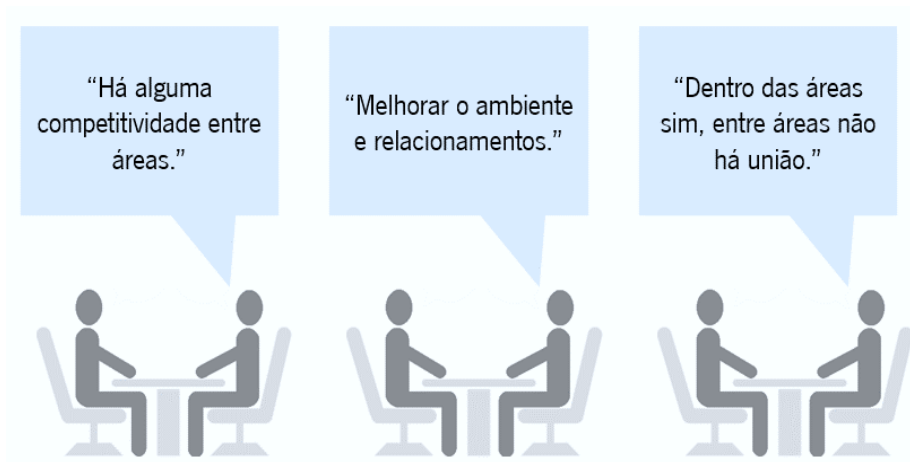 “Há alguma
competitividade entre
áreas.”
“Melhorar o ambiente
e relacionamentos.”
“Dentro das áreas
sim, entre áreas não
há união.”